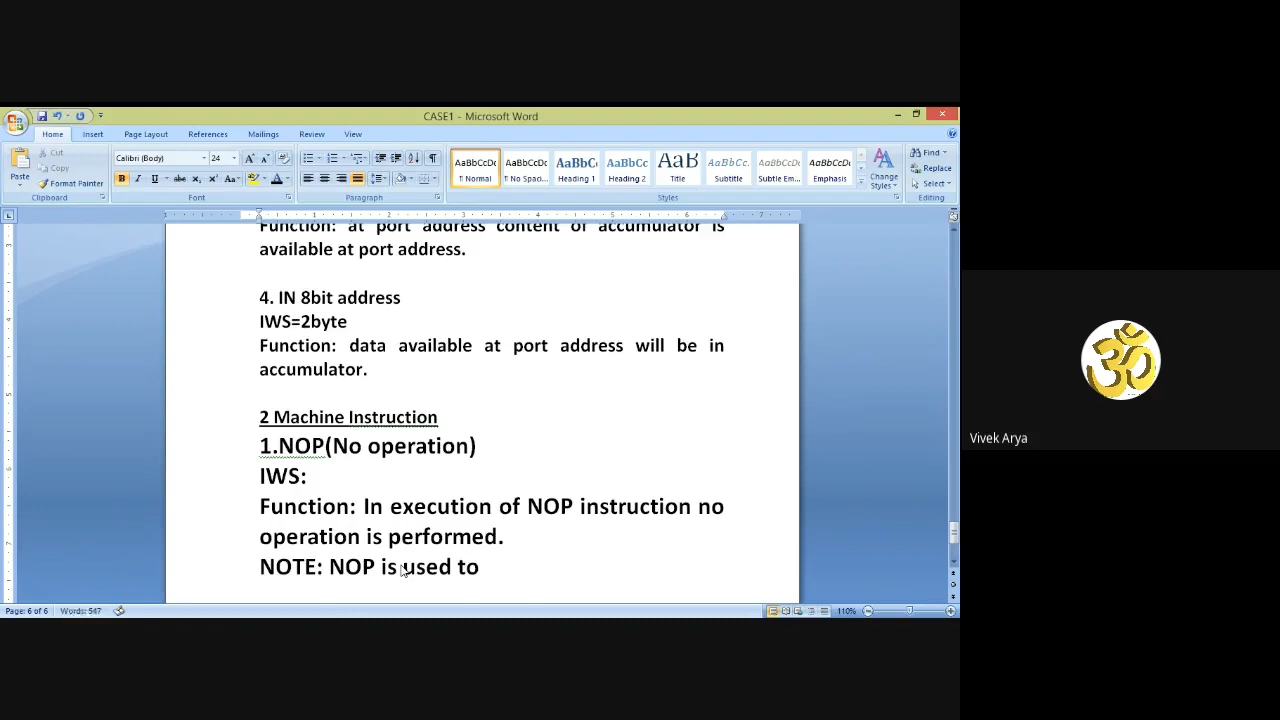 CASE1 - Microsoft Word
Home Insert Page Layout References Mailings Review View
Paste
Cut
Copy
Format Painter
Clipboard
Calibri (Body) 24
Font
Paragraph
AaBbCcDc AaBbCcDc AaBbC AaBbCc AaB AaBbCc. AaBbCcDc AaBbCcDc
¶ Normal ¶ No Spaci... Heading 1 Heading 2 Title Subtitle Subtle Em... Emphasis
Change Styles
Styles
Find
Replace
Select
Editing
Function: at port address content of accumulator is
available at port address.
4. IN 8bit address
IWS=2byte
Function: data available at port address will be in
accumulator.
2 Machine Instruction
1.NOP(No operation)
IWS:
Function: In execution of NOP instruction no
operation is performed.
NOTE: NOP is used to
Page: 6 of 6 Words: 547 110%
Vivek Arya